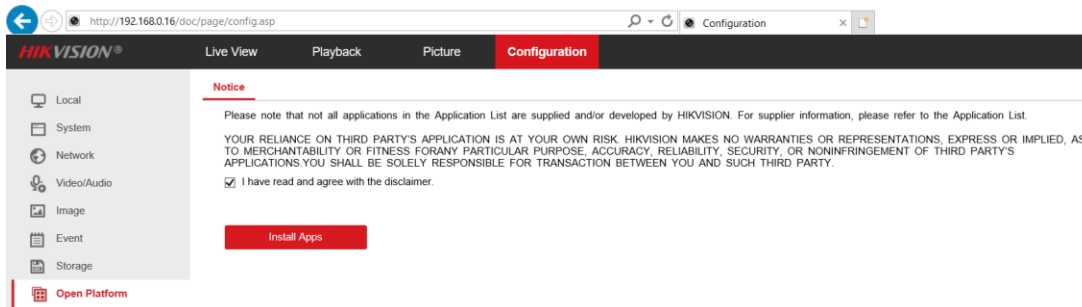 http://192.168.0.16/doc/page/config.asp
Configuration
HIKVISION®
Live View
Playback
Picture
Configuration
Local
System
Network
Video/Audio
Image
Event
Storage
Open Platform
Notice
Please note that not all applications in the Application List are supplied and/or developed by HIKVISION. For supplier information, please refer to the Application List.
YOUR RELIANCE ON THIRD PARTY'S APPLICATION IS AT YOUR OWN RISK. HIKVISION MAKES NO WARRANTIES OR REPRESENTATIONS, EXPRESS OR IMPLIED, AS
TO MERCHANTABILITY OR FITNESS FORANY PARTICULAR PURPOSE, ACCURACY, RELIABILITY, SECURITY, OR NONINFRINGEMENT OF THIRD PARTY'S
APPLICATIONS.YOU SHALL BE SOLELY RESPONSIBLE FOR TRANSACTION BETWEEN YOU AND SUCH THIRD PARTY.
I have read and agree with the disclaimer.
Install Apps